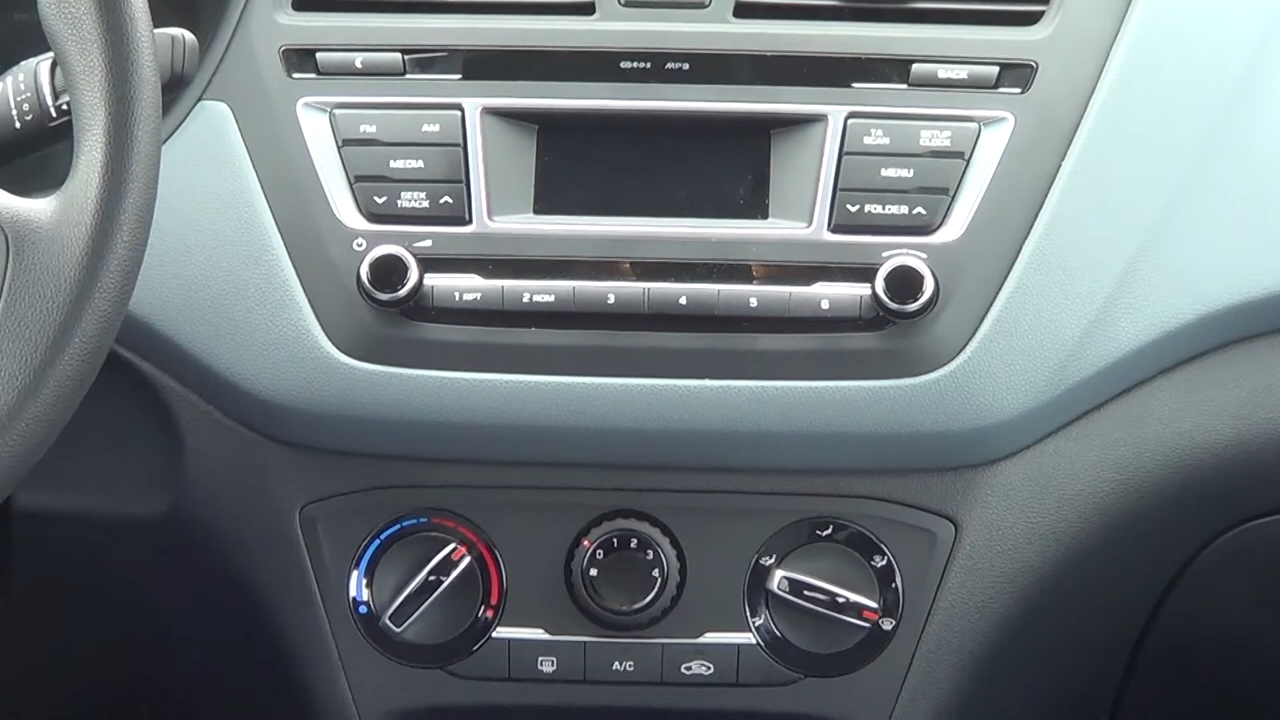 RDS MP3
BACK
FM AM
MEDIA
SEEK
TRACK
TA
SCAN
SETUP
CLOCK
MENU
FOLDER
1 RPT
2 RDM
3
4
5
6
0 1 2 3 4
A/C